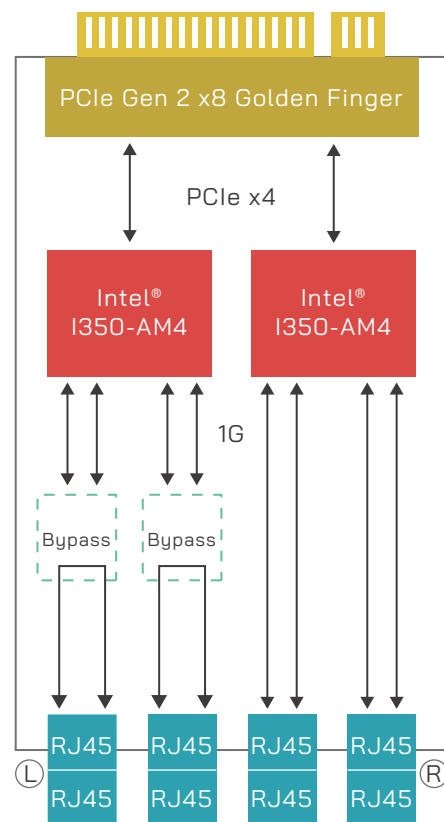 PCIe Gen 2 x8 Golden Finger
PCIe x4
Intel®
I350-AM4
Intel®
I350-AM4
1G
Bypass
Bypass
RJ45
RJ45
RJ45
RJ45
L
R
RJ45
RJ45
RJ45
RJ45